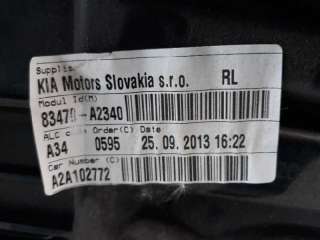 Supplier
KIA Motors Slovakia s.r.o. RL
Modul Id(M)
A2340
ALC Order(C) Date
A34 0595 25. 09. 2013 16:22
Car Number (C)
A2A102772